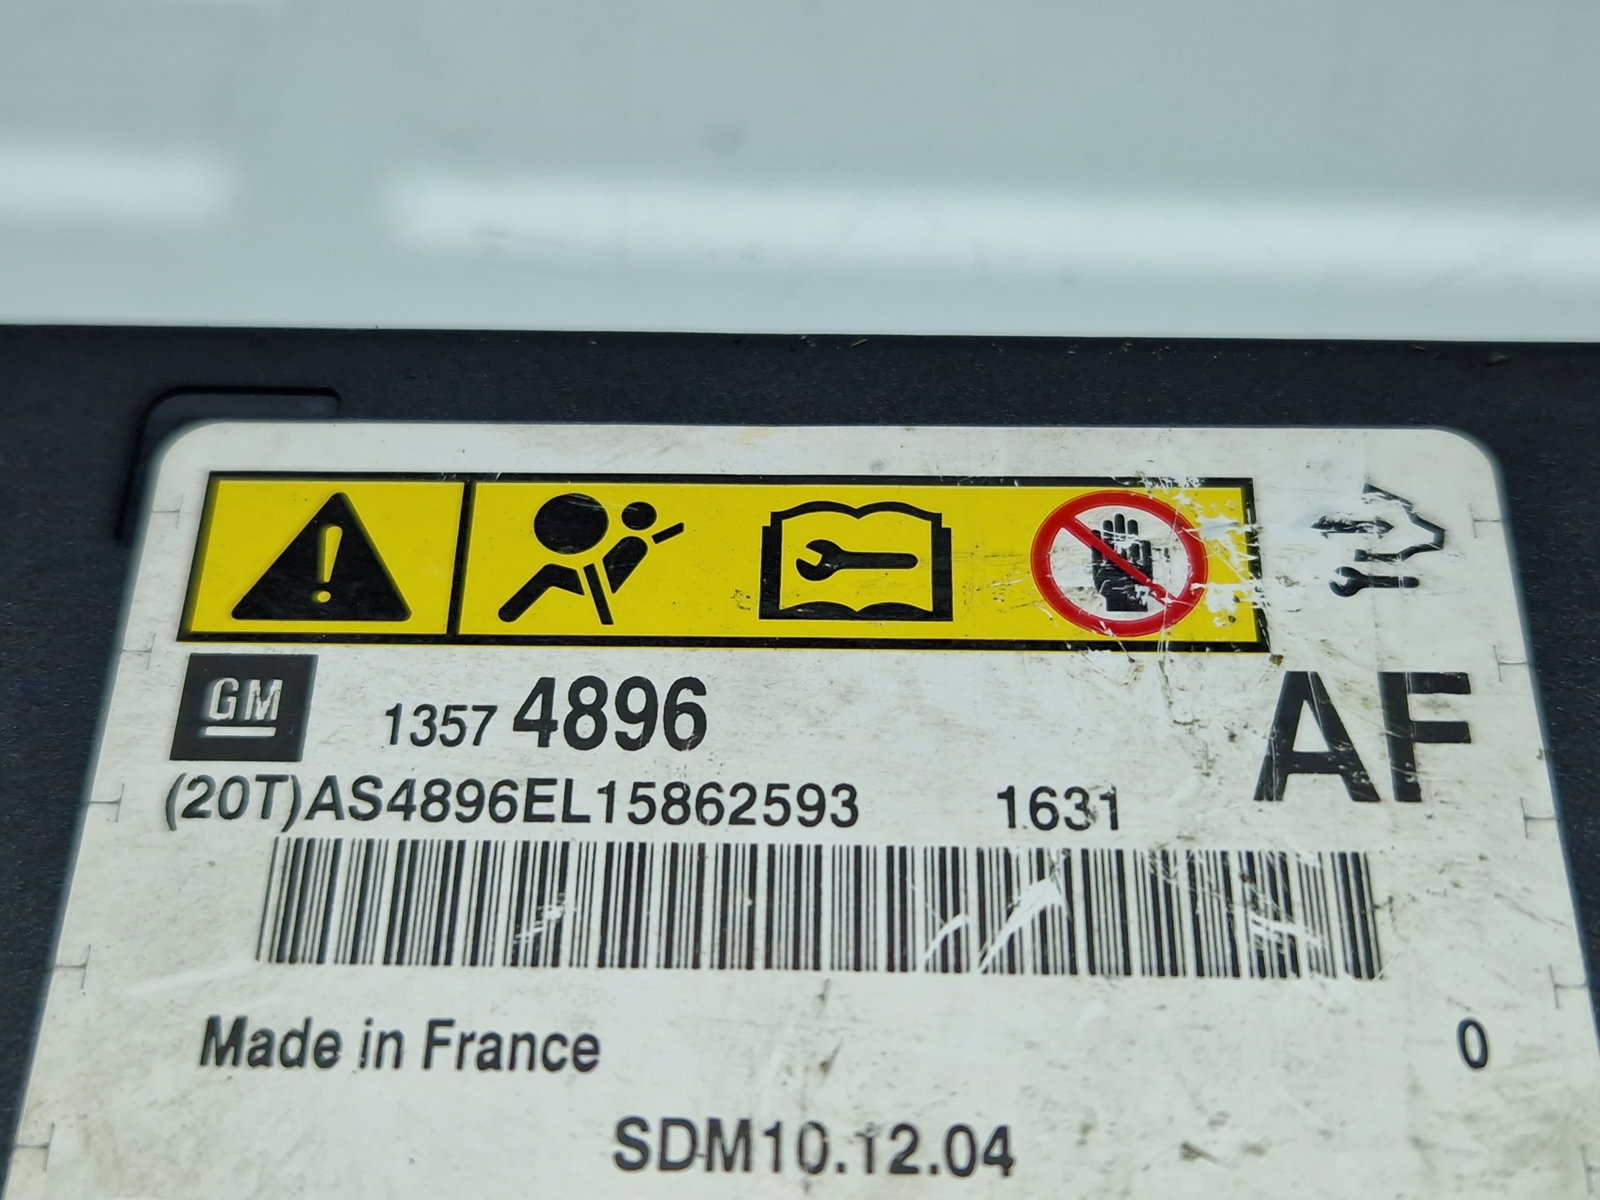 GM
1357 4896
AF
(20T)AS4896EL15862593 1631
Made in France
0
SDM10.12.04